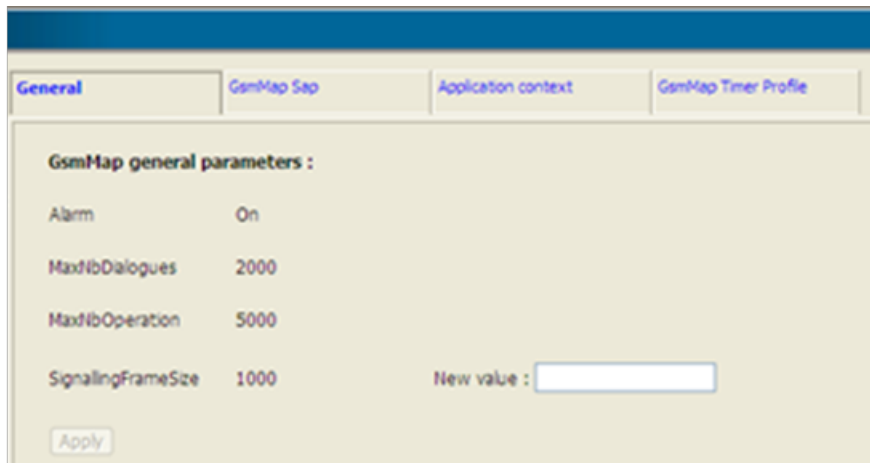 General GsmMap Sap Application context GsmMap Timer Profile
GsmMap general parameters :
Alarm On
MaxNbDialogues 2000
MaxNbOperation 5000
SignalingFrameSize 1000 New value :
Apply